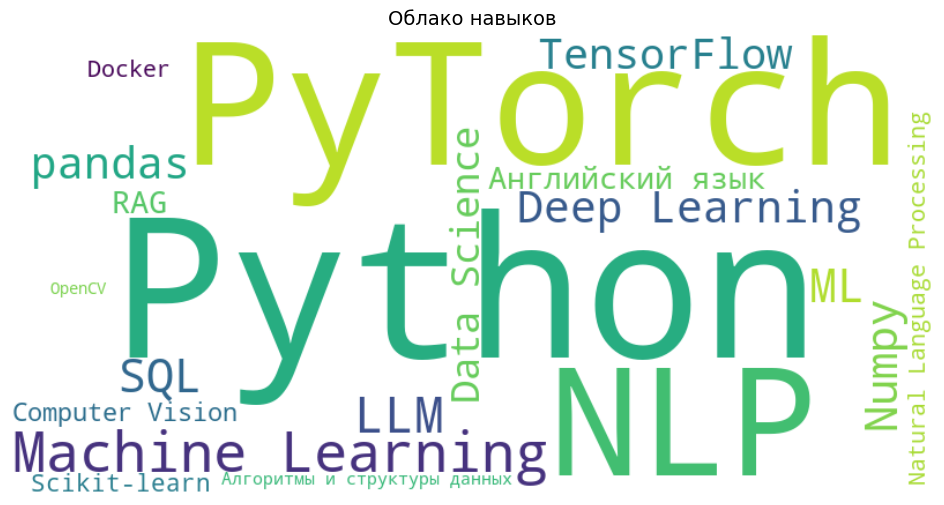 Облако навыков
Docker
PyTorch
TensorFlow
pandas
Английский язык
RAG
Deep Learning
Data Science
Natural Language Processing
Python
OpenCV
ML
Numpy
SQL
NLP
Computer Vision
LLM
Machine Learning
Scikit-learn
Алгоритмы и структуры данных